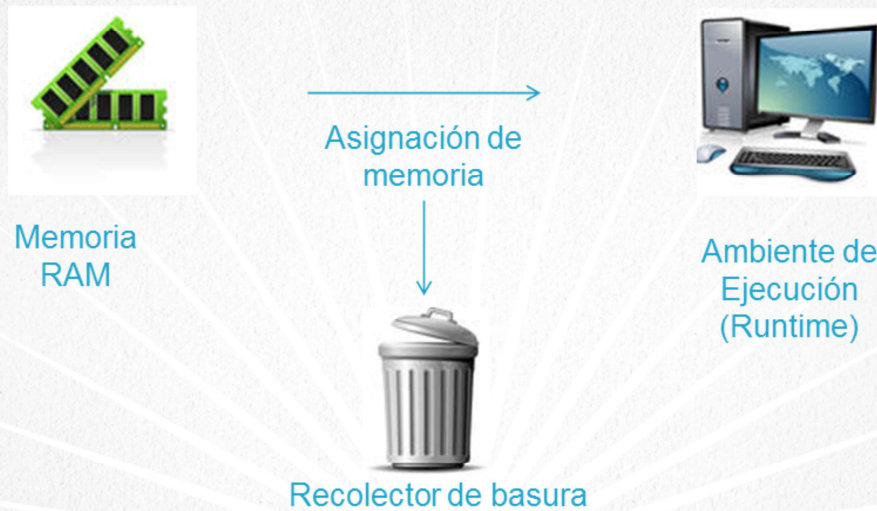 Asignación de
memoria
Memoria
RAM
Ambiente de
Ejecución
(Runtime)
Recolector de basura